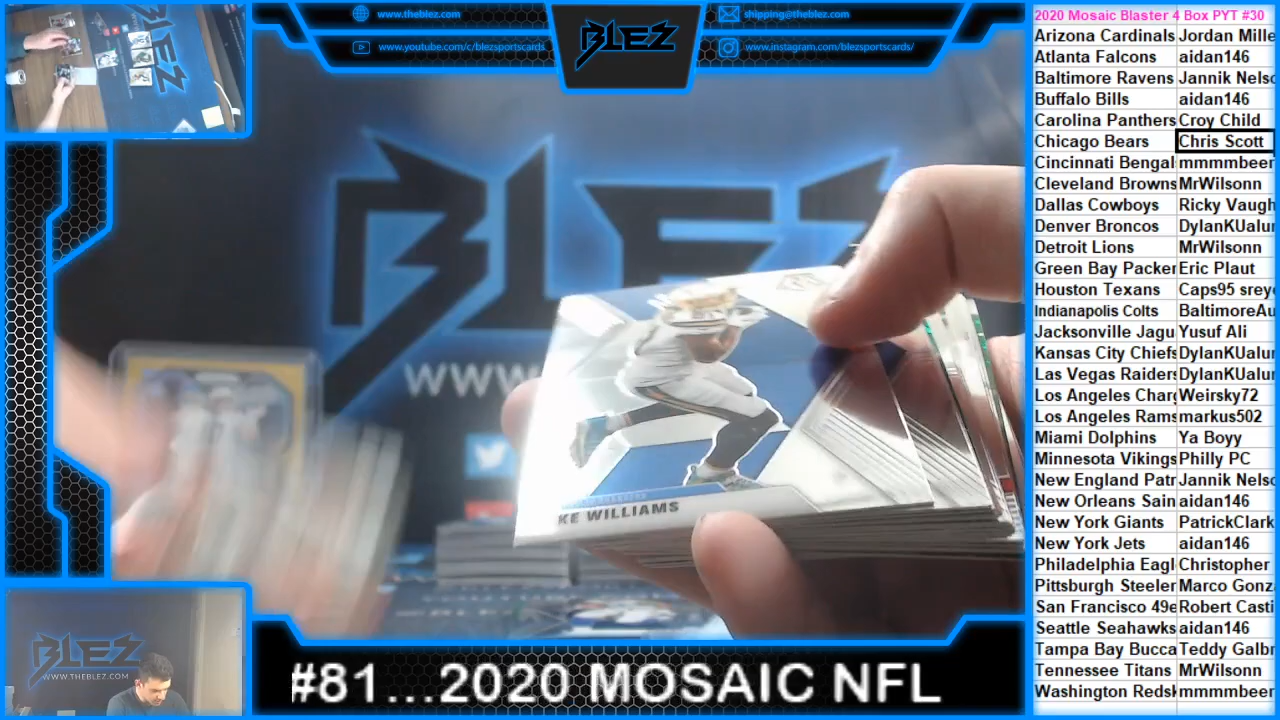 www.theblez.com
www.youtube.com/c/blezsportscards
BLEZ
shipping@theblez.com
www.instagram.com/blezsportscards/
BLEZ
WWW.
KE WILLIAMS
BLEZ
WWW.THEBLEZ.COM
#81...2020 MOSAIC NFL
2020 Mosaic Blaster 4 Box PYT #30
Arizona Cardinals Jordan Mille
Atlanta Falcons aidan146
Baltimore Ravens Jannik Nelso
Buffalo Bills aidan146
Carolina Panthers Croy Child
Chicago Bears Chris Scott
Cincinnati Bengal mmmmbeer
Cleveland Browns MrWilsonn
Dallas Cowboys Ricky Vaugh
Denver Broncos DylanKUalur
Detroit Lions MrWilsonn
Green Bay Packer Eric Plaut
Houston Texans Caps95 sreye
Indianapolis Colts BaltimoreAu
Jacksonville Jagu Yusuf Ali
Kansas City Chiefs DylanKUalur
Las Vegas Raiders DylanKUalur
Los Angeles Charg Weirsky72
Los Angeles Rams markus502
Miami Dolphins Ya Boyy
Minnesota Vikings Philly PC
New England Patr Jannik Nelso
New Orleans Sain aidan146
New York Giants PatrickClark
New York Jets aidan146
Philadelphia Eagl Christopher
Pittsburgh Steeler Marco Gonza
San Francisco 49e Robert Casti
Seattle Seahawks aidan146
Tampa Bay Bucca Teddy Galbr
Tennessee Titans MrWilsonn
Washington Redsk mmmmbeer